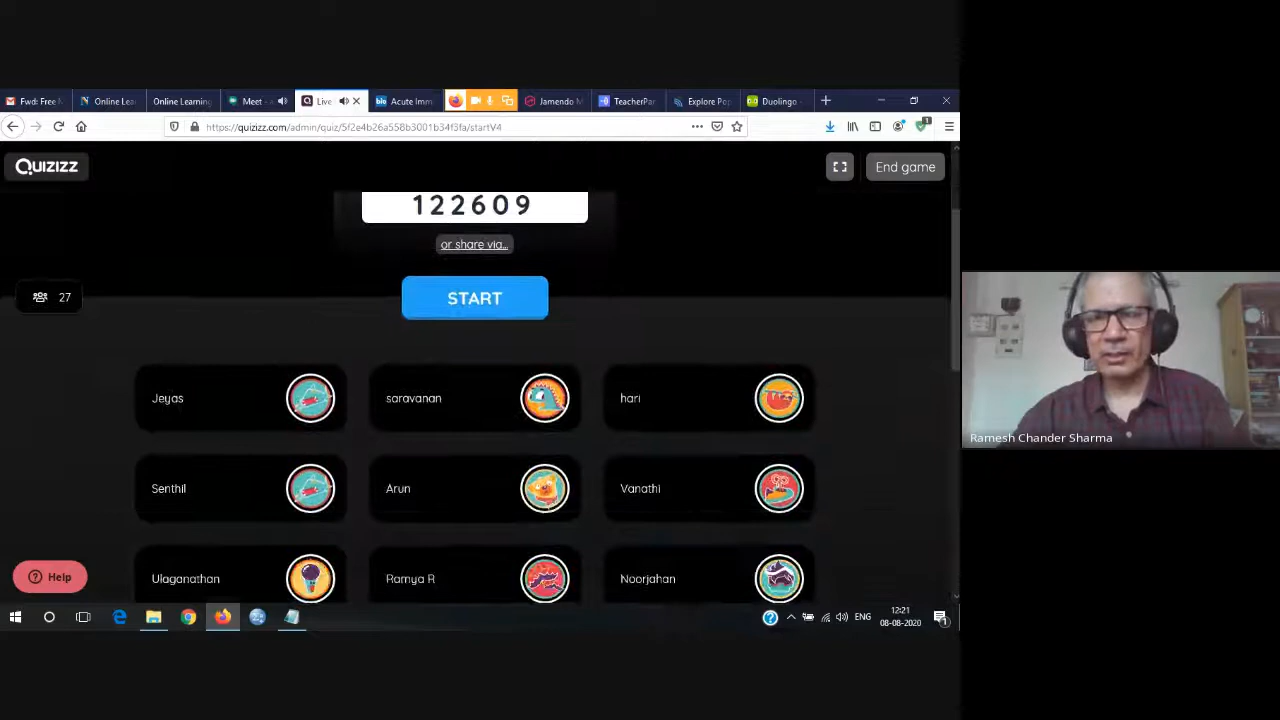 Fwd: Free M
Online Lea
Online Learning
Meet -
Live
Acute Imm
Jamendo M
TeacherPar
Explore Pop
Duolingo -
https://quizizz.com/admin/quiz/5f2e4b26a558b3001b34f3fa/startV4
QUIZIZZ
End game
122609
or share via...
27
START
Jeyas
saravanan
hari
Senthil
Arun
Vanathi
Ulaganathan
Ramya R
Noorjahan
Help
ENG
12:21
08-08-2020
Ramesh Chander Sharma